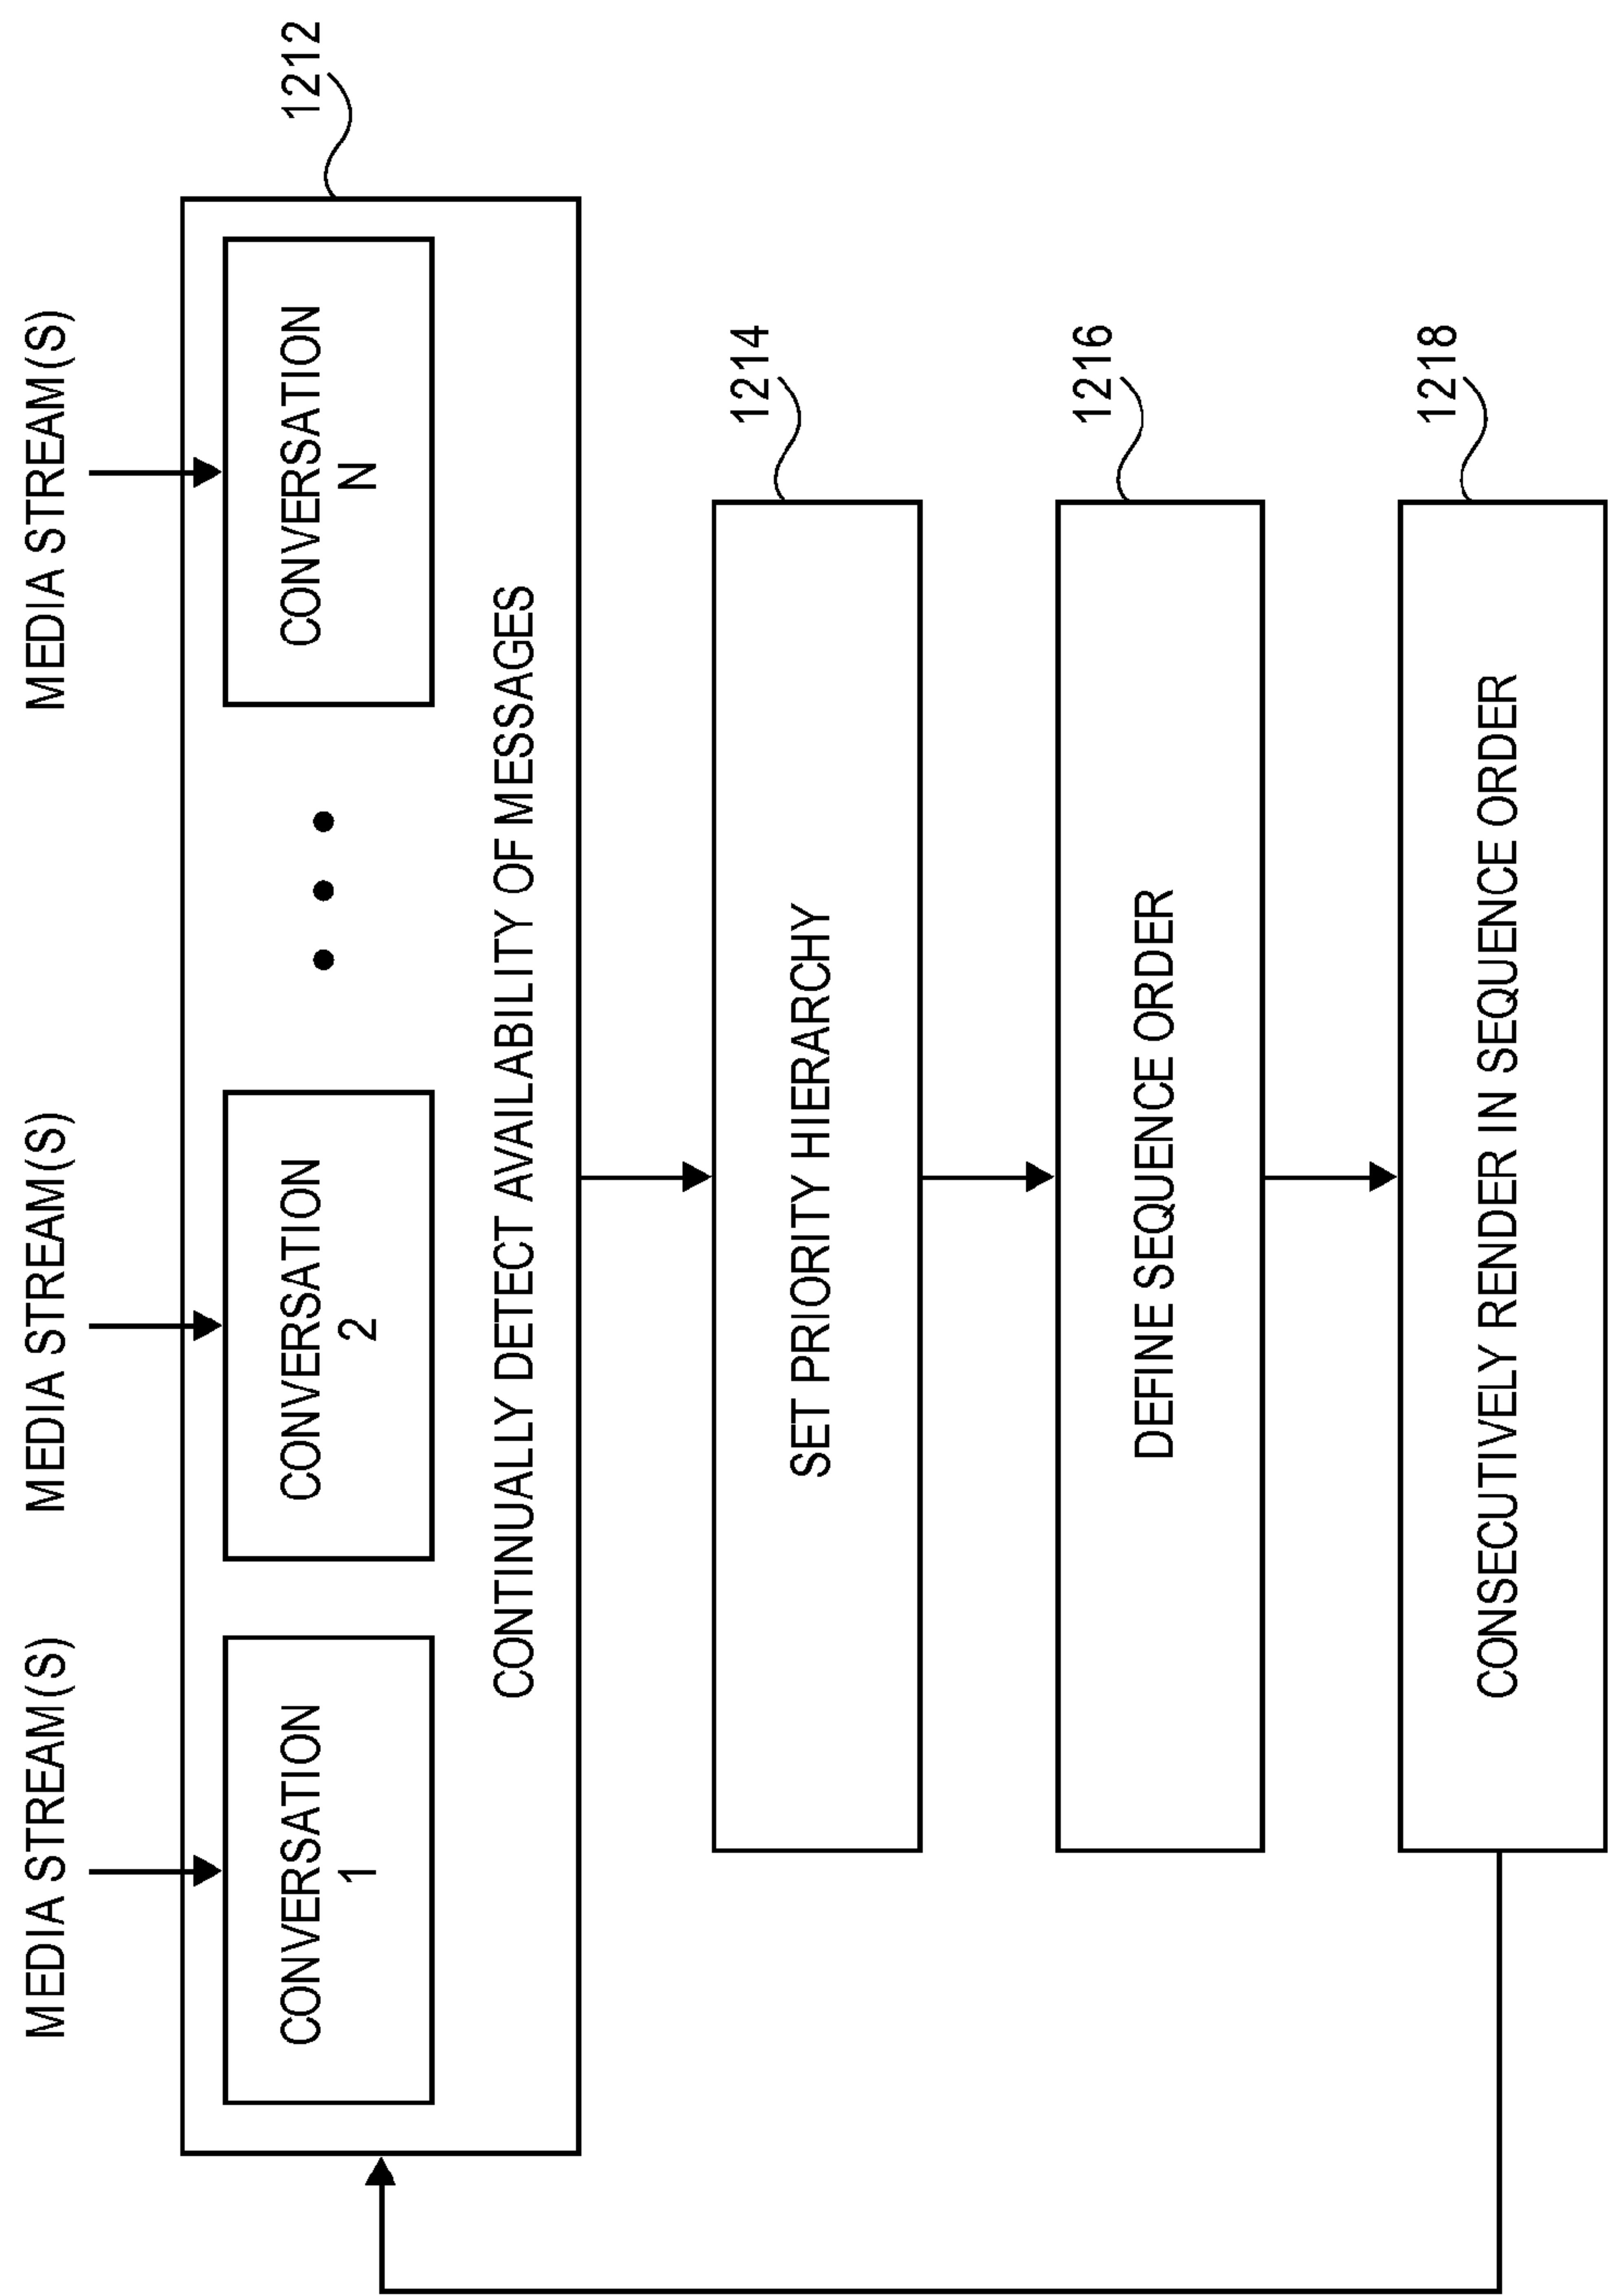 MEDIA STREAM(S)
MEDIA STREAM(S)
MEDIA STREAM(S)
1212
CONVERSATION
1
CONVERSATION
2
CONVERSATION
N
CONTINUALLY DETECT AVAILABILITY OF MESSAGES
1214
SET PRIORITY HIERARCHY
1216
DEFINE SEQUENCE ORDER
1218
CONSECUTIVELY RENDER IN SEQUENCE ORDER